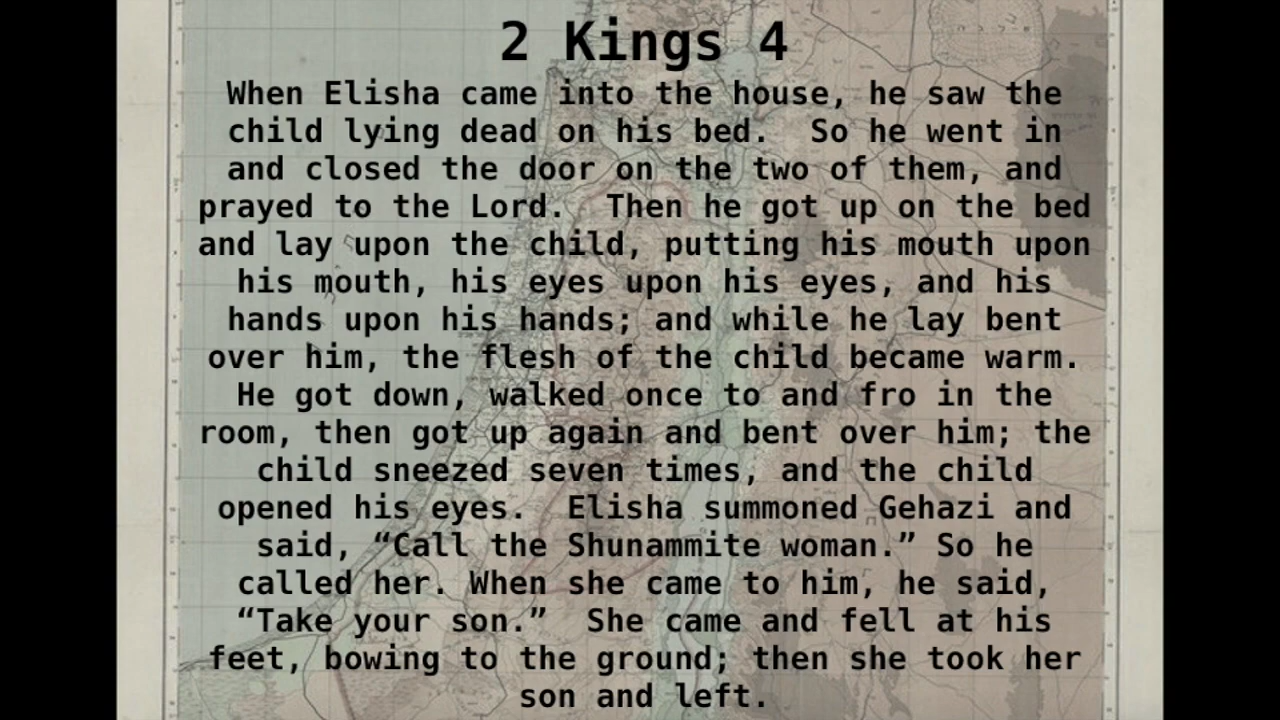 2 Kings 4
When Elisha came into the house, he saw the
child lying dead on his bed.  So he went in
and closed the door on the two of them, and
prayed to the Lord.  Then he got up on the bed
and lay upon the child, putting his mouth upon
his mouth, his eyes upon his eyes, and his
hands upon his hands; and while he lay bent
over him, the flesh of the child became warm.
He got down, walked once to and fro in the
room, then got up again and bent over him; the
child sneezed seven times, and the child
opened his eyes.  Elisha summoned Gehazi and
said, “Call the Shunammite woman.” So he
called her. When she came to him, he said,
“Take your son.”  She came and fell at his
feet, bowing to the ground; then she took her
son and left.